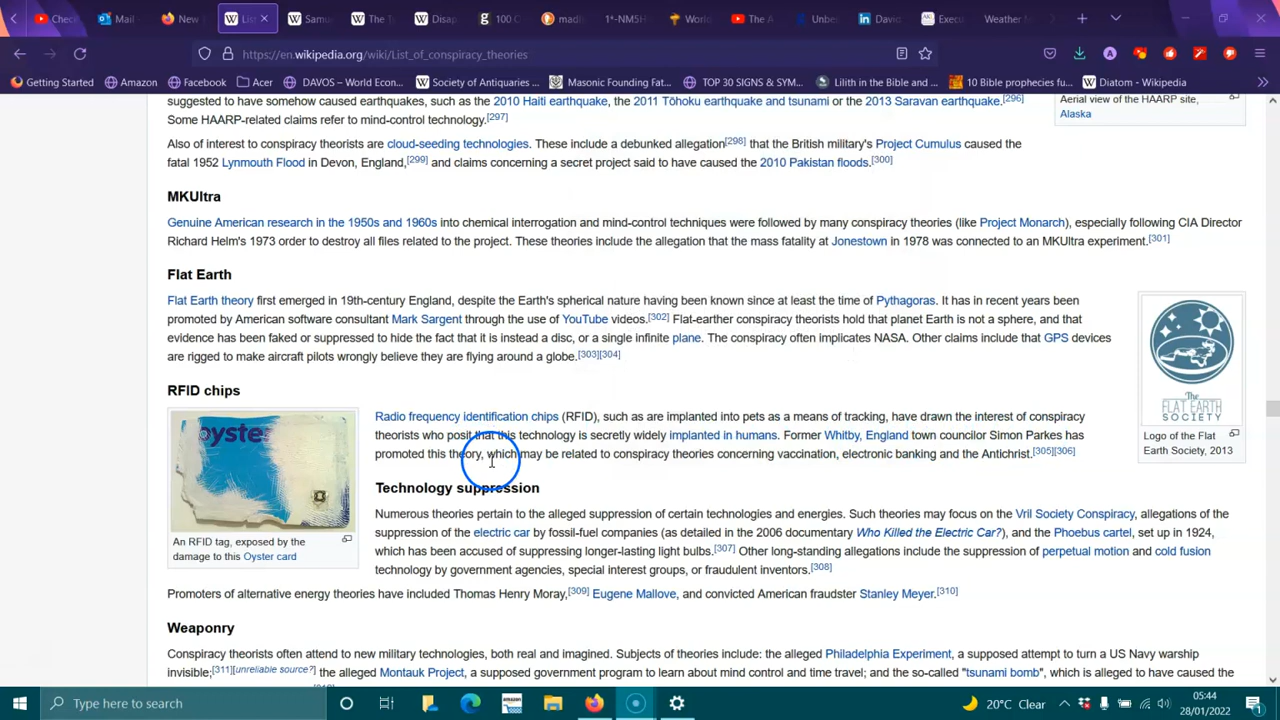 Checil
Mail -
New
List
Samu
The T
Disap
100 C
madi
1*-NM5H
World
The A
Unbes
David
Execu
Weather M
https://en.wikipedia.org/wiki/List_of_conspiracy_theories
Getting Started
Amazon
Facebook
Acer
DAVOS – World Econ...
Society of Antiquaries
Masonic Founding Fat...
TOP 30 SIGNS & SYM...
Lilith in the Bible and ...
10 Bible prophecies fu...
Diatom - Wikipedia
suggested to have somehow caused earthquakes, such as the 2010 Haiti earthquake, the 2011 Tōhoku earthquake and tsunami or the 2013 Saravan earthquake.[296]
Some HAARP-related claims refer to mind-control technology.[297]
Aerial view of the HAARP site,
Alaska
Also of interest to conspiracy theorists are cloud-seeding technologies. These include a debunked allegation[298] that the British military's Project Cumulus caused the
fatal 1952 Lynmouth Flood in Devon, England,[299] and claims concerning a secret project said to have caused the 2010 Pakistan floods.[300]
MKUltra
Genuine American research in the 1950s and 1960s into chemical interrogation and mind-control techniques were followed by many conspiracy theories (like Project Monarch), especially following CIA Director
Richard Helm's 1973 order to destroy all files related to the project. These theories include the allegation that the mass fatality at Jonestown in 1978 was connected to an MKUltra experiment.[301]
Flat Earth
Flat Earth theory first emerged in 19th-century England, despite the Earth's spherical nature having been known since at least the time of Pythagoras. It has in recent years been
promoted by American software consultant Mark Sargent through the use of YouTube videos.[302] Flat-earther conspiracy theorists hold that planet Earth is not a sphere, and that
evidence has been faked or suppressed to hide the fact that it is instead a disc, or a single infinite plane. The conspiracy often implicates NASA. Other claims include that GPS devices
are rigged to make aircraft pilots wrongly believe they are flying around a globe.[303][304]
The
FLAT EARTH
SOCIETY
Logo of the Flat
Earth Society, 2013
RFID chips
oyste
An RFID tag, exposed by the
damage to this Oyster card
Radio frequency identification chips (RFID), such as are implanted into pets as a means of tracking, have drawn the interest of conspiracy
theorists who posit that this technology is secretly widely implanted in humans. Former Whitby, England town councilor Simon Parkes has
promoted this theory, which may be related to conspiracy theories concerning vaccination, electronic banking and the Antichrist.[305][306]
Technology suppression
Numerous theories pertain to the alleged suppression of certain technologies and energies. Such theories may focus on the Vril Society Conspiracy, allegations of the
suppression of the electric car by fossil-fuel companies (as detailed in the 2006 documentary Who Killed the Electric Car?), and the Phoebus cartel, set up in 1924,
which has been accused of suppressing longer-lasting light bulbs.[307] Other long-standing allegations include the suppression of perpetual motion and cold fusion
technology by government agencies, special interest groups, or fraudulent inventors.[308]
Promoters of alternative energy theories have included Thomas Henry Moray,[309] Eugene Mallove, and convicted American fraudster Stanley Meyer.[310]
Weaponry
Conspiracy theorists often attend to new military technologies, both real and imagined. Subjects of theories include: the alleged Philadelphia Experiment, a supposed attempt to turn a US Navy warship
invisible;[311][unreliable source?] the alleged Montauk Project, a supposed government program to learn about mind control and time travel; and the so-called "tsunami bomb", which is alleged to have caused the
Type here to search
20°C Clear
05:44
28/01/2022